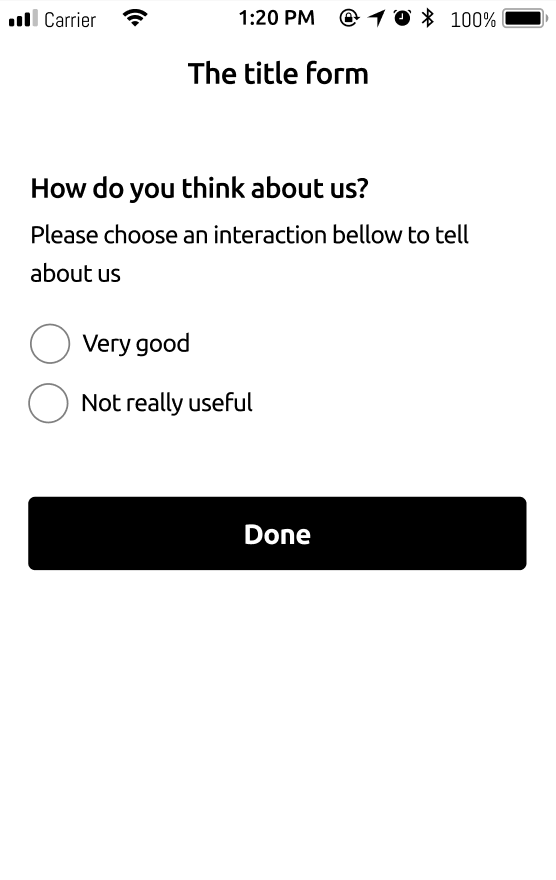 Carrier 1:20 PM 100%
The title form
How do you think about us?
Please choose an interaction bellow to tell
about us
Very good
Not really useful
Done